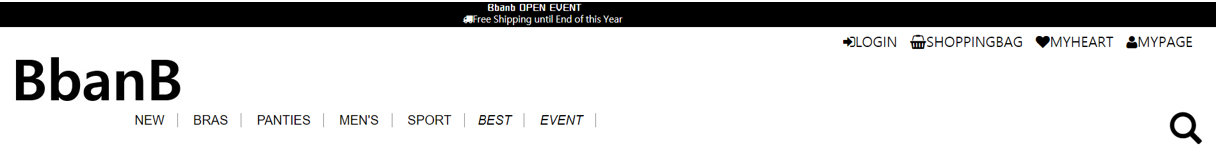 Bbanb OPEN EVENT
Free Shipping until End of this Year
LOGIN SHOPPINGBAG MYHEART MYPAGE
BbanB
NEW BRAS PANTIES MEN'S SPORT BEST EVENT